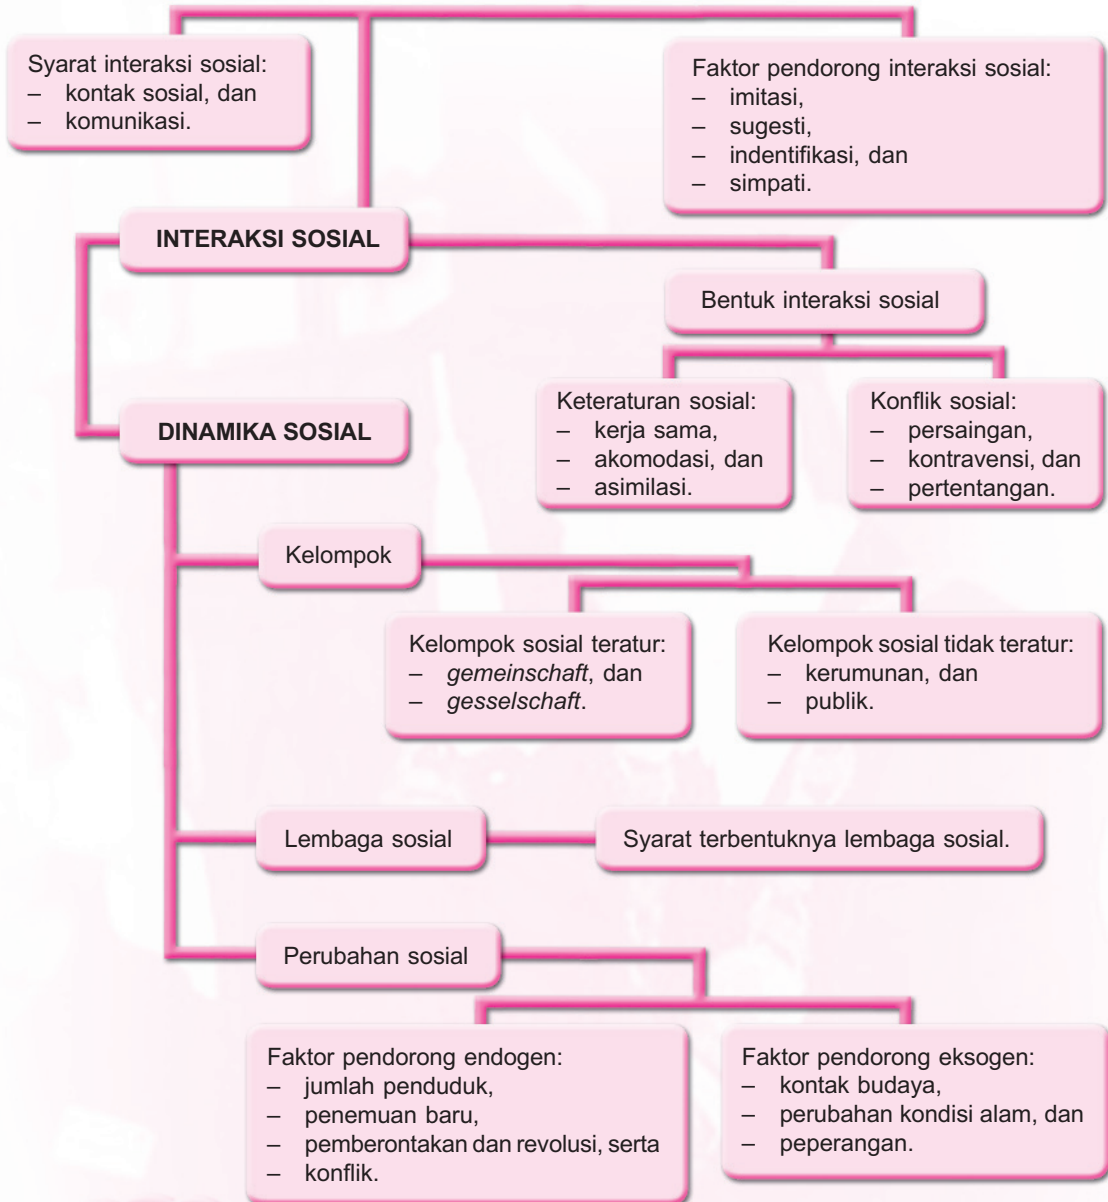 Syarat interaksi sosial:
– kontak sosial, dan
– komunikasi.
Faktor pendorong interaksi sosial:
– imitasi,
– sugesti,
– indentifikasi, dan
– simpati.
INTERAKSI SOSIAL
Bentuk interaksi sosial
Keteraturan sosial:
– kerja sama,
– akomodasi, dan
– asimilasi.
Konflik sosial:
– persaingan,
– kontravensi, dan
– pertentangan.
DINAMIKA SOSIAL
Kelompok
Kelompok sosial teratur:
– gemeinschaft, dan
– gesselschaft.
Kelompok sosial tidak teratur:
– kerumunan, dan
– publik.
Lembaga sosial
Syarat terbentuknya lembaga sosial.
Perubahan sosial
Faktor pendorong endogen:
– jumlah penduduk,
– penemuan baru,
– pemberontakan dan revolusi, serta
– konflik.
Faktor pendorong eksogen:
– kontak budaya,
– perubahan kondisi alam, dan
– peperangan.